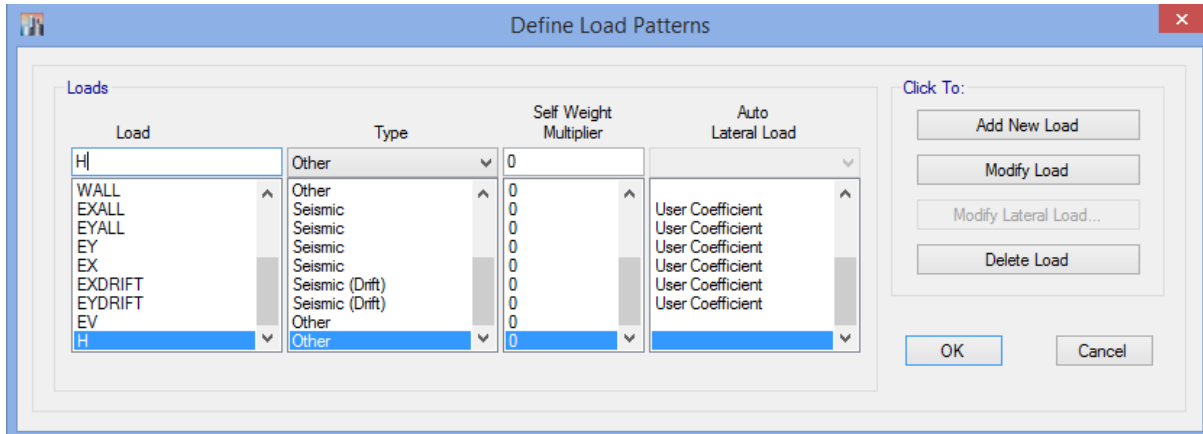 Define Load Patterns
Loads
Click To:
Load Type Self Weight Multiplier Auto Lateral Load
H Other 0
WALL Other 0
EXALL Seismic 0 User Coefficient
EYALL Seismic 0 User Coefficient
EY Seismic 0 User Coefficient
EX Seismic 0 User Coefficient
EXDRIFT Seismic (Drift) 0 User Coefficient
EYDRIFT Seismic (Drift) 0 User Coefficient
EV Other 0
H Other 0
Add New Load
Modify Load
Modify Lateral Load...
Delete Load
OK Cancel